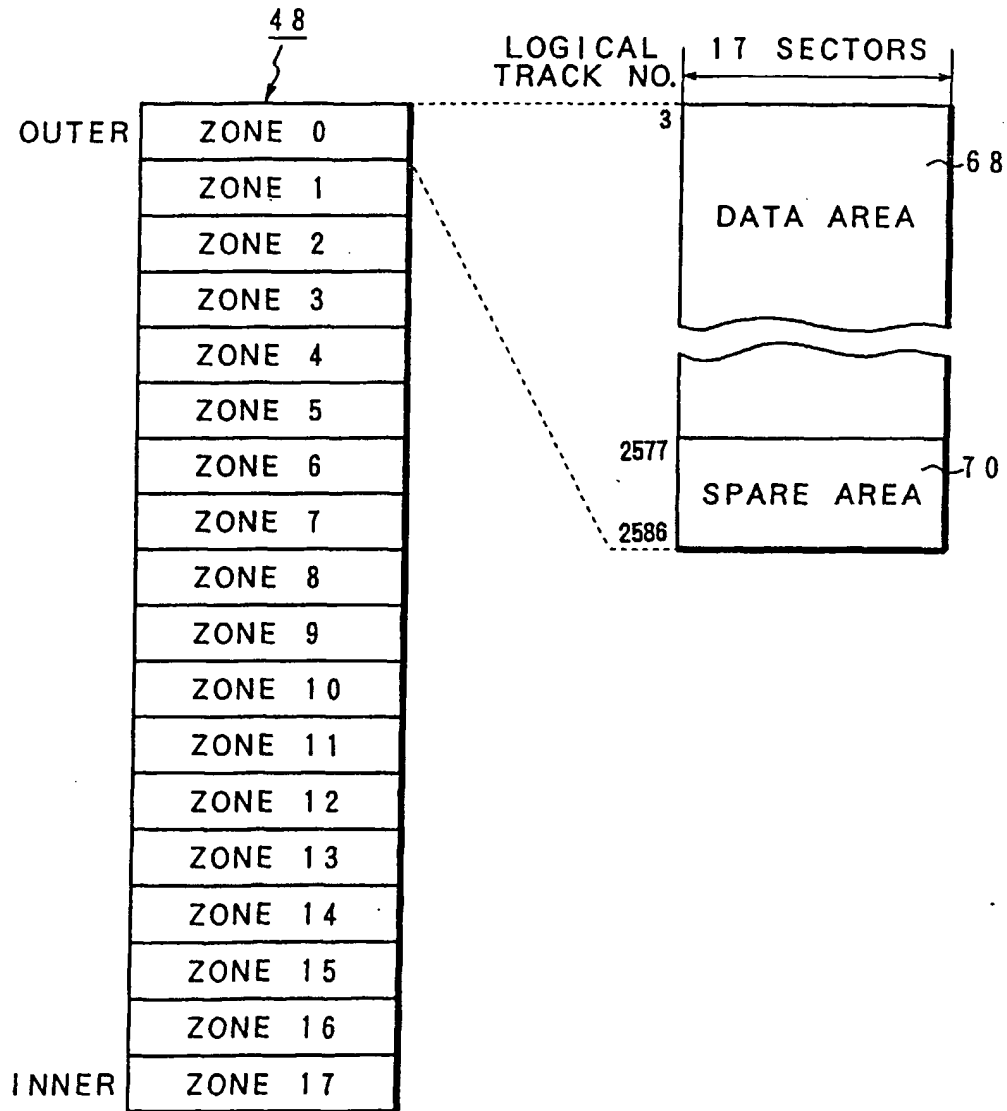 48
OUTER
ZONE 0
ZONE 1
ZONE 2
ZONE 3
ZONE 4
ZONE 5
ZONE 6
ZONE 7
ZONE 8
ZONE 9
ZONE 10
ZONE 11
ZONE 12
ZONE 13
ZONE 14
ZONE 15
ZONE 16
INNER
ZONE 17
LOGICAL
TRACK NO.
17 SECTORS
3
68
DATA AREA
2577
70
SPARE AREA
2586